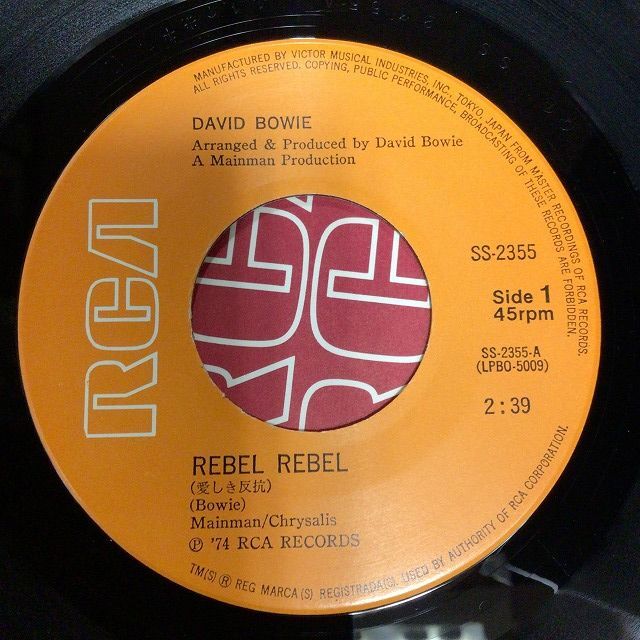 MANUFACTURED BY VICTOR MUSICAL INDUSTRIES, INC., TOKYO, JAPAN FROM MASTER RECORDINGS OF RCA RECORDS.
ALL RIGHTS RESERVED. COPYING, PUBLIC PERFORMANCE, BROADCASTING OF THESE RECORDS ARE FORBIDDEN.
DAVID BOWIE
Arranged & Produced by David Bowie
A Mainman Production
RCA
SS-2355
Side 1
45rpm
SS-2355-A
(LPBO-5009)
2:39
REBEL REBEL
(愛しき反抗)
(Bowie)
Mainman/Chrysalis
Ⓟ '74 RCA RECORDS
TM(S) ® REG MARCA(S) REGISTRADA(S). USED BY AUTHORITY OF RCA CORPORATION.